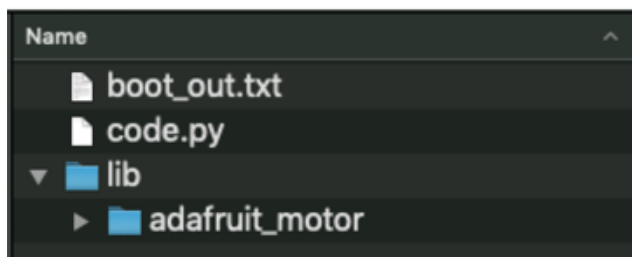 Name
boot_out.txt
code.py
lib
adafruit_motor